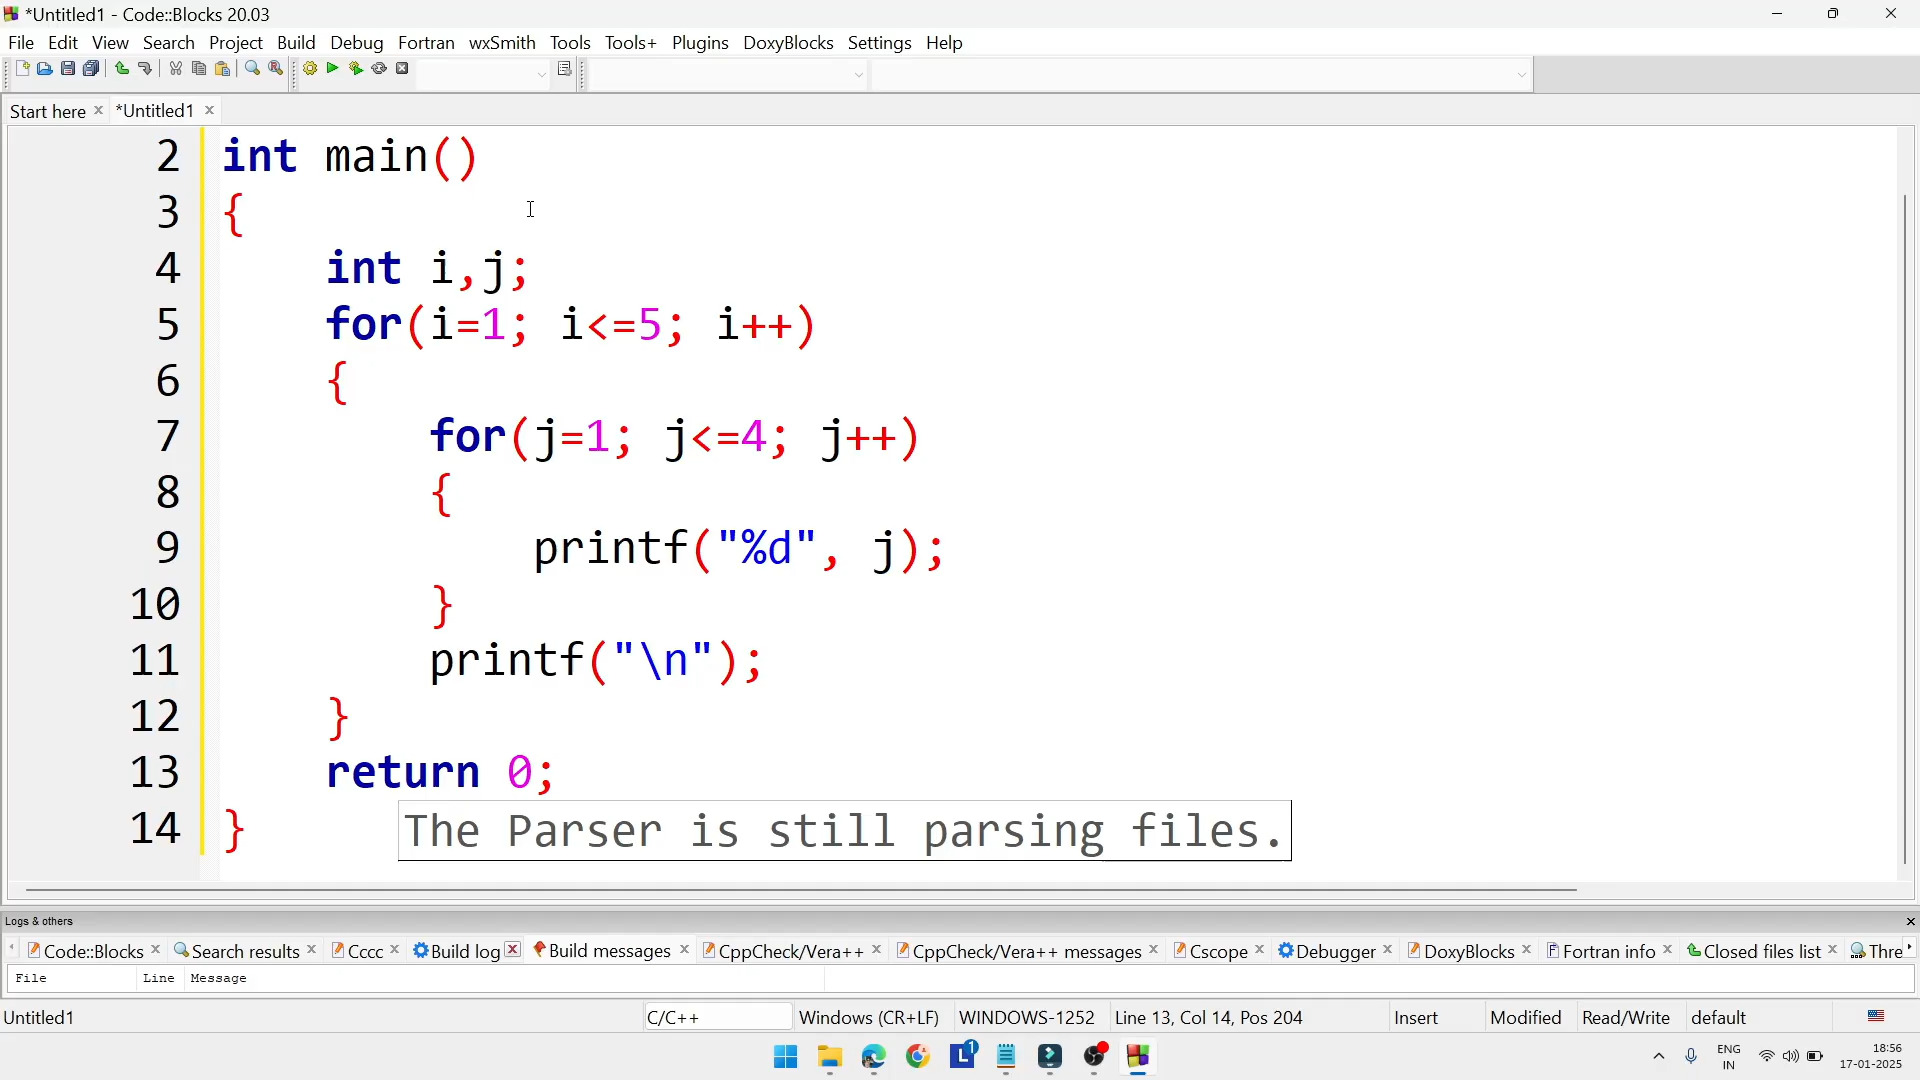 *Untitled1 - Code::Blocks 20.03
File Edit View Search Project Build Debug Fortran wxSmith Tools Tools+ Plugins DoxyBlocks Settings Help
Start here *Untitled1
2 int main()
3 {
4 int i,j;
5 for(i=1; i<=5; i++)
6 {
7 for(j=1; j<=4; j++)
8 {
9 printf("%d", j);
10 }
11 printf("\n");
12 }
13 return 0;
14 }
The Parser is still parsing files.
Logs & others
Code::Blocks Search results Cccc Build log Build messages CppCheck/Vera++ CppCheck/Vera++ messages Cscope Debugger DoxyBlocks Fortran info Closed files list Thre
File Line Message
Untitled1 C/C++ Windows (CR+LF) WINDOWS-1252 Line 13, Col 14, Pos 204 Insert Modified Read/Write default
L 1 ENG 18:56
IN 17-01-2025